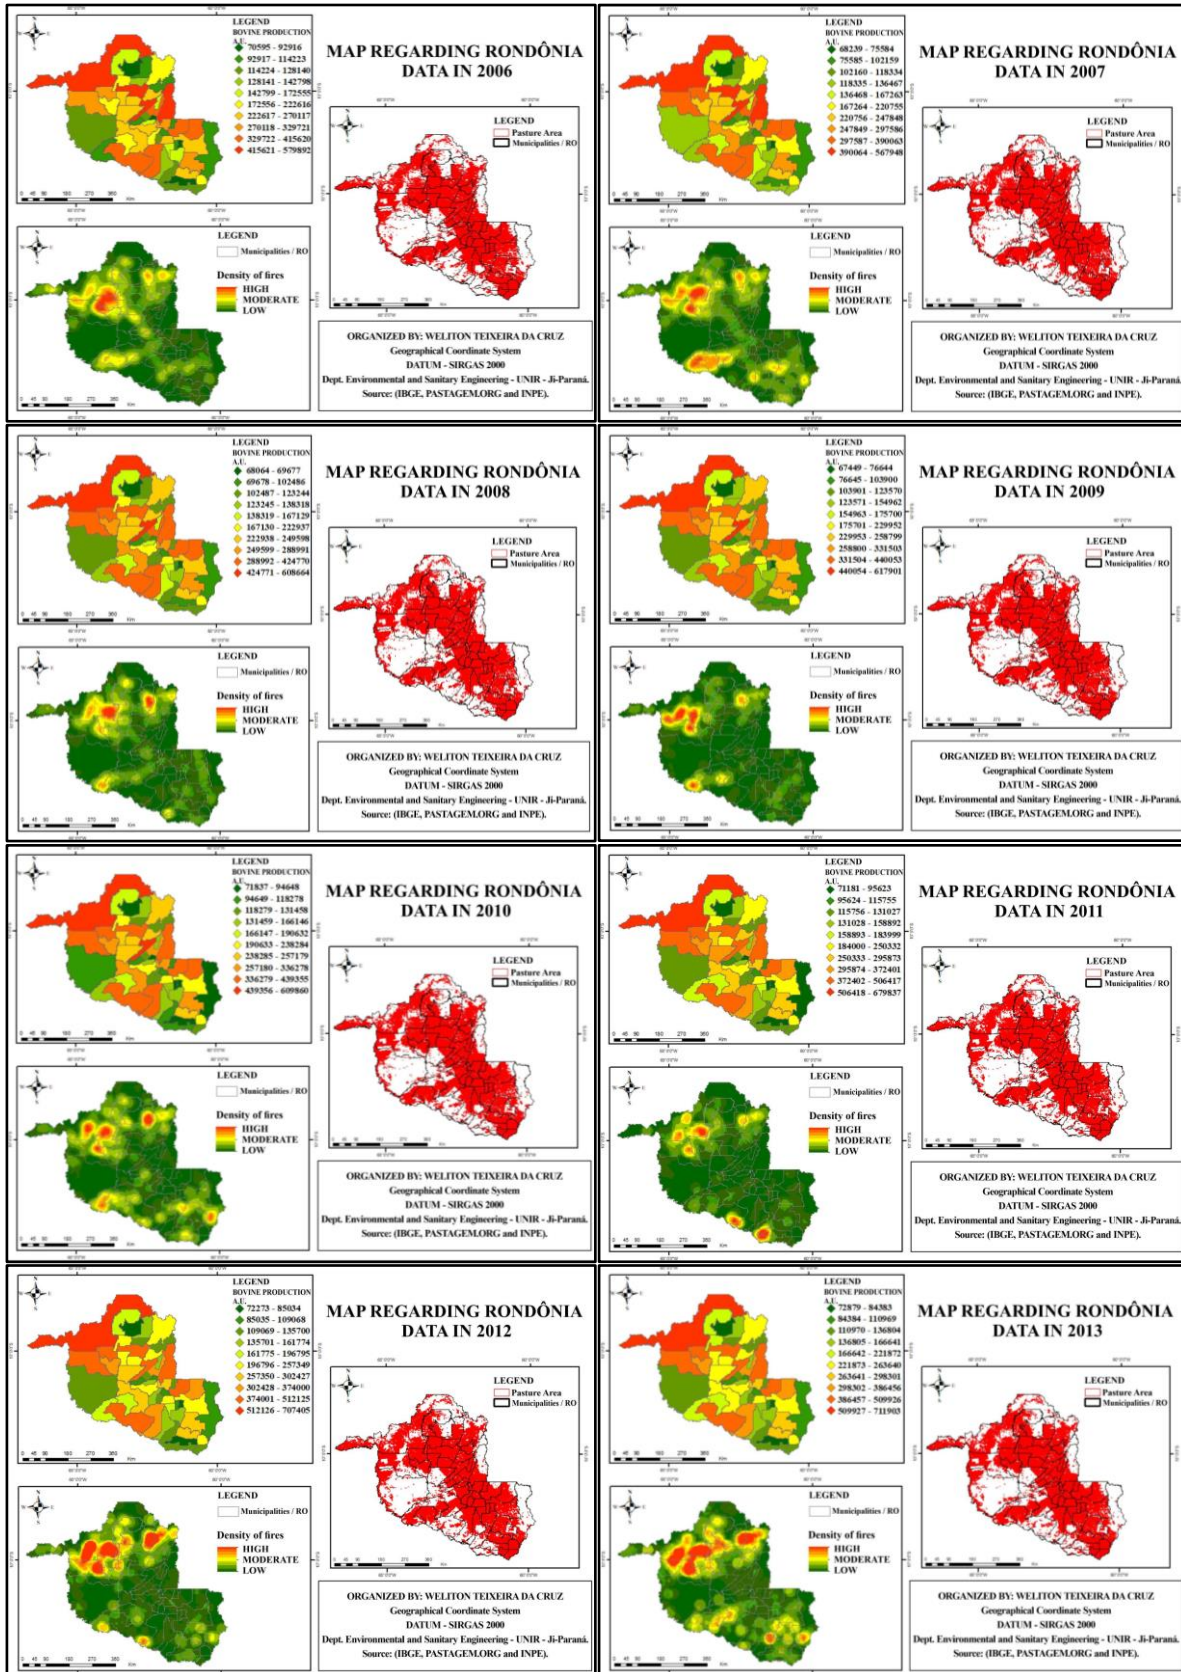 LEGEND
BOVINE PRODUCTION
A.U.
70595 - 92916
92917 - 114223
114224 - 128140
128141 - 142798
142799 - 172555
172556 - 222616
222617 - 270117
270118 - 329721
329722 - 415620
415621 - 579892
MAP REGARDING RONDÔNIA
DATA IN 2006
LEGEND
Pasture Area
Municipalities / RO
LEGEND
Municipalities / RO
Density of fires
HIGH
MODERATE
LOW
ORGANIZED BY: WELITON TEIXEIRA DA CRUZ
Geographical Coordinate System
DATUM - SIRGAS 2000
Dept. Environmental and Sanitary Engineering - UNIR - Ji-Paraná.
Source: (IBGE, PASTAGEM.ORG and INPE).
LEGEND
BOVINE PRODUCTION
A.U.
68239 - 75584
75585 - 102159
102160 - 118334
118335 - 136467
136468 - 167263
167264 - 220755
220756 - 247848
247849 - 297586
297587 - 390063
390064 - 567948
MAP REGARDING RONDÔNIA
DATA IN 2007
LEGEND
Pasture Area
Municipalities / RO
LEGEND
Municipalities / RO
Density of fires
HIGH
MODERATE
LOW
ORGANIZED BY: WELITON TEIXEIRA DA CRUZ
Geographical Coordinate System
DATUM - SIRGAS 2000
Dept. Environmental and Sanitary Engineering - UNIR - Ji-Paraná.
Source: (IBGE, PASTAGEM.ORG and INPE).
LEGEND
BOVINE PRODUCTION
A.U.
68064 - 69677
69678 - 102486
102487 - 123244
123245 - 138318
138319 - 167129
167130 - 222937
222938 - 249598
249599 - 288991
288992 - 424770
424771 - 608664
MAP REGARDING RONDÔNIA
DATA IN 2008
LEGEND
Pasture Area
Municipalities / RO
LEGEND
Municipalities / RO
Density of fires
HIGH
MODERATE
LOW
ORGANIZED BY: WELITON TEIXEIRA DA CRUZ
Geographical Coordinate System
DATUM - SIRGAS 2000
Dept. Environmental and Sanitary Engineering - UNIR - Ji-Paraná.
Source: (IBGE, PASTAGEM.ORG and INPE).
LEGEND
BOVINE PRODUCTION
A.U.
67449 - 76644
76645 - 103900
103901 - 123570
123571 - 154962
154963 - 175700
175701 - 229952
229953 - 258799
258800 - 331503
331504 - 440053
440054 - 617901
MAP REGARDING RONDÔNIA
DATA IN 2009
LEGEND
Pasture Area
Municipalities / RO
LEGEND
Municipalities / RO
Density of fires
HIGH
MODERATE
LOW
ORGANIZED BY: WELITON TEIXEIRA DA CRUZ
Geographical Coordinate System
DATUM - SIRGAS 2000
Dept. Environmental and Sanitary Engineering - UNIR - Ji-Paraná.
Source: (IBGE, PASTAGEM.ORG and INPE).
LEGEND
BOVINE PRODUCTION
A.U.
71837 - 94648
94649 - 118278
118279 - 131458
131459 - 166146
166147 - 190632
190633 - 238284
238285 - 257179
257180 - 336278
336279 - 439355
439356 - 609860
MAP REGARDING RONDÔNIA
DATA IN 2010
LEGEND
Pasture Area
Municipalities / RO
LEGEND
Municipalities / RO
Density of fires
HIGH
MODERATE
LOW
ORGANIZED BY: WELITON TEIXEIRA DA CRUZ
Geographical Coordinate System
DATUM - SIRGAS 2000
Dept. Environmental and Sanitary Engineering - UNIR - Ji-Paraná.
Source: (IBGE, PASTAGEM.ORG and INPE).
LEGEND
BOVINE PRODUCTION
A.U.
71181 - 95623
95624 - 115755
115756 - 131027
131028 - 158892
158893 - 183999
184000 - 250332
250333 - 295873
295874 - 372401
372402 - 506417
506418 - 679837
MAP REGARDING RONDÔNIA
DATA IN 2011
LEGEND
Pasture Area
Municipalities / RO
LEGEND
Municipalities / RO
Density of fires
HIGH
MODERATE
LOW
ORGANIZED BY: WELITON TEIXEIRA DA CRUZ
Geographical Coordinate System
DATUM - SIRGAS 2000
Dept. Environmental and Sanitary Engineering - UNIR - Ji-Paraná.
Source: (IBGE, PASTAGEM.ORG and INPE).
LEGEND
BOVINE PRODUCTION
A.U.
72273 - 85034
85035 - 109068
109069 - 135700
135701 - 161774
161775 - 196795
196796 - 257349
257350 - 302427
302428 - 374000
374001 - 512125
512126 - 707405
MAP REGARDING RONDÔNIA
DATA IN 2012
LEGEND
Pasture Area
Municipalities / RO
LEGEND
Municipalities / RO
Density of fires
HIGH
MODERATE
LOW
ORGANIZED BY: WELITON TEIXEIRA DA CRUZ
Geographical Coordinate System
DATUM - SIRGAS 2000
Dept. Environmental and Sanitary Engineering - UNIR - Ji-Paraná.
Source: (IBGE, PASTAGEM.ORG and INPE).
LEGEND
BOVINE PRODUCTION
A.U.
72879 - 84383
84384 - 110969
110970 - 136804
136805 - 166641
166642 - 221872
221873 - 263640
263641 - 298301
298302 - 386456
386457 - 509926
509927 - 711903
MAP REGARDING RONDÔNIA
DATA IN 2013
LEGEND
Pasture Area
Municipalities / RO
LEGEND
Municipalities / RO
Density of fires
HIGH
MODERATE
LOW
ORGANIZED BY: WELITON TEIXEIRA DA CRUZ
Geographical Coordinate System
DATUM - SIRGAS 2000
Dept. Environmental and Sanitary Engineering - UNIR - Ji-Paraná.
Source: (IBGE, PASTAGEM.ORG and INPE).